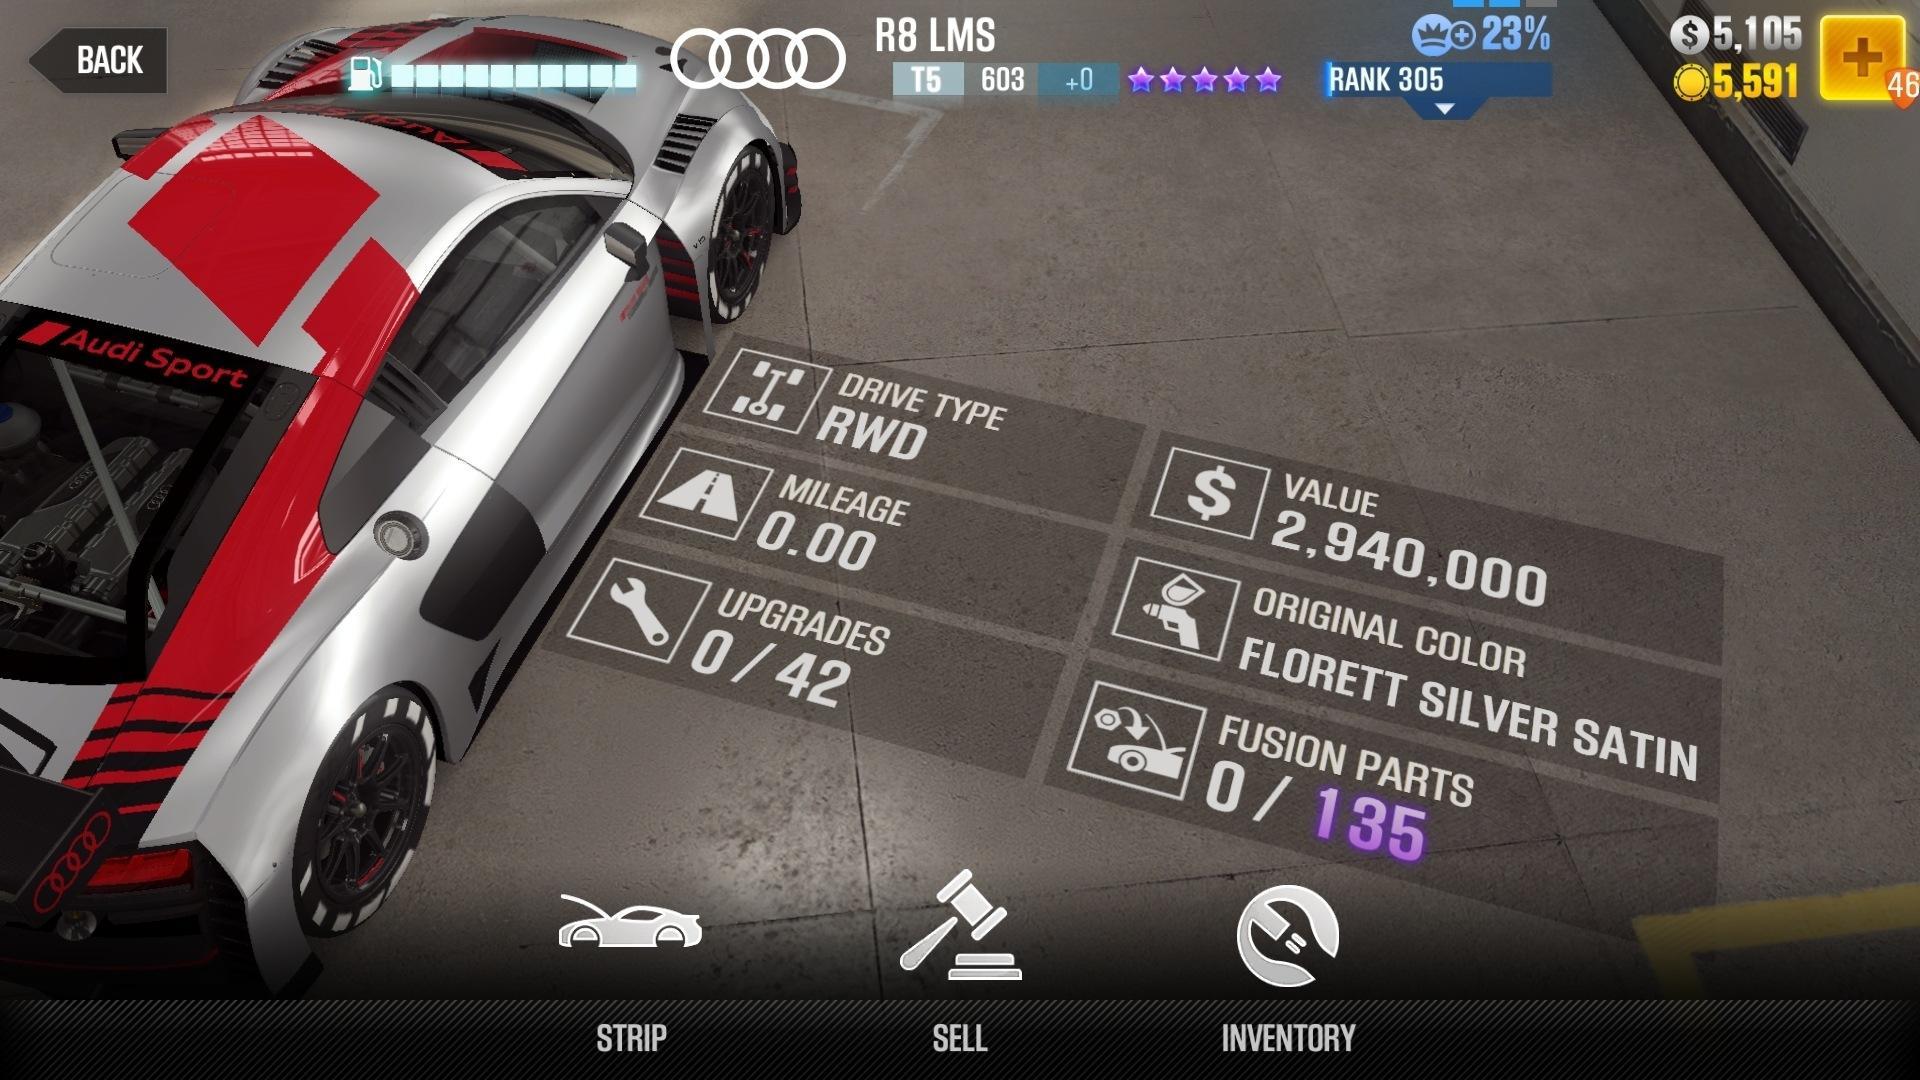 BACK
R8 LMS
T5 603 +0
23%
RANK 305
5,105
5,591
46
Audi Sport
DRIVE TYPE
RWD
MILEAGE
0.00
UPGRADES
0/42
VALUE
2,940,000
ORIGINAL COLOR
FLORETT SILVER SATIN
FUSION PARTS
0/ 135
STRIP
SELL
INVENTORY